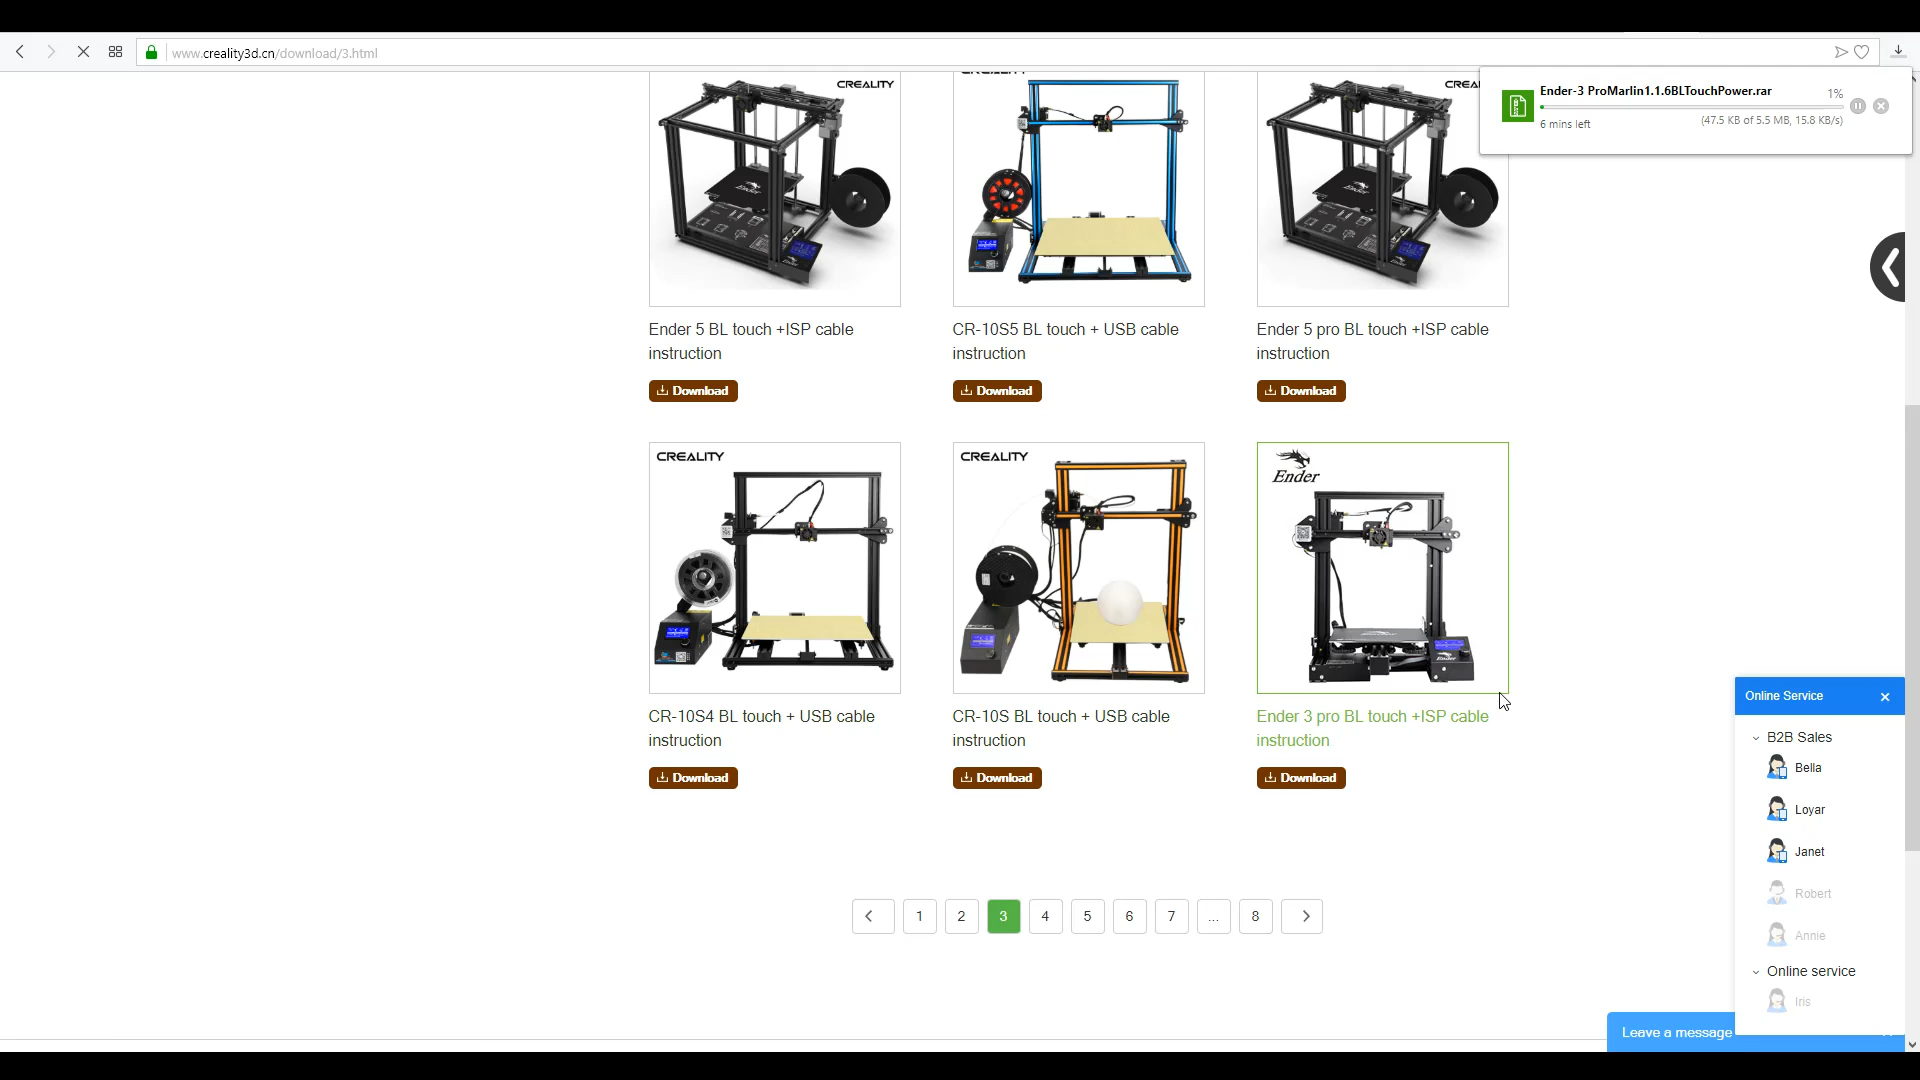 www.creality3d.cn/download/3.html
Ender-3 ProMarlin1.1.6BLTouchPower.rar
1%
6 mins left
(47.5 KB of 5.5 MB, 15.8 KB/s)
CREALITY
Ender 5 BL touch +ISP cable
instruction
Download
CR-10S5 BL touch + USB cable
instruction
Download
Ender 5 pro BL touch +ISP cable
instruction
Download
CREALITY
CREALITY
Ender
CR-10S4 BL touch + USB cable
instruction
Download
CR-10S BL touch + USB cable
instruction
Download
Ender 3 pro BL touch +ISP cable
instruction
Download
1 2 3 4 5 6 7 ... 8
Online Service
B2B Sales
Bella
Loyar
Janet
Robert
Annie
Online service
Iris
Leave a message